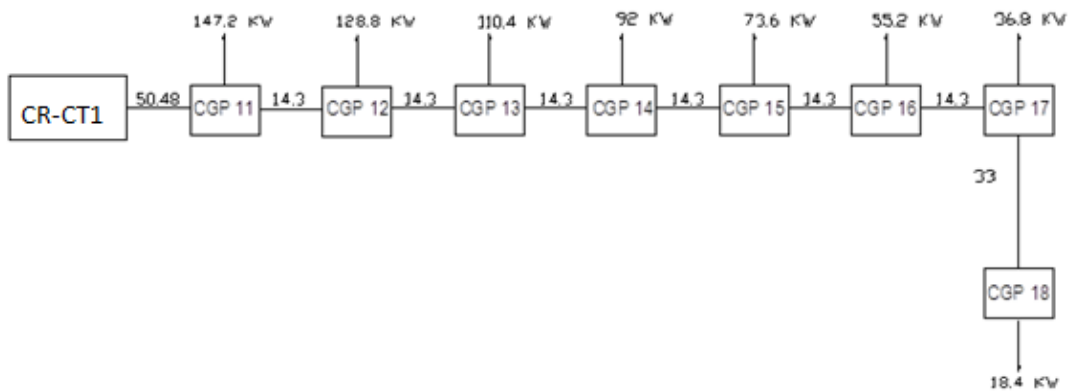 147.2 KW 128.8 KW 110.4 KW 92 KW 73.6 KW 55.2 KW 36.8 KW
CR-CT1 50.48 CGP 11 14.3 CGP 12 14.3 CGP 13 14.3 CGP 14 14.3 CGP 15 14.3 CGP 16 14.3 CGP 17
33
CGP 18
18.4 KW